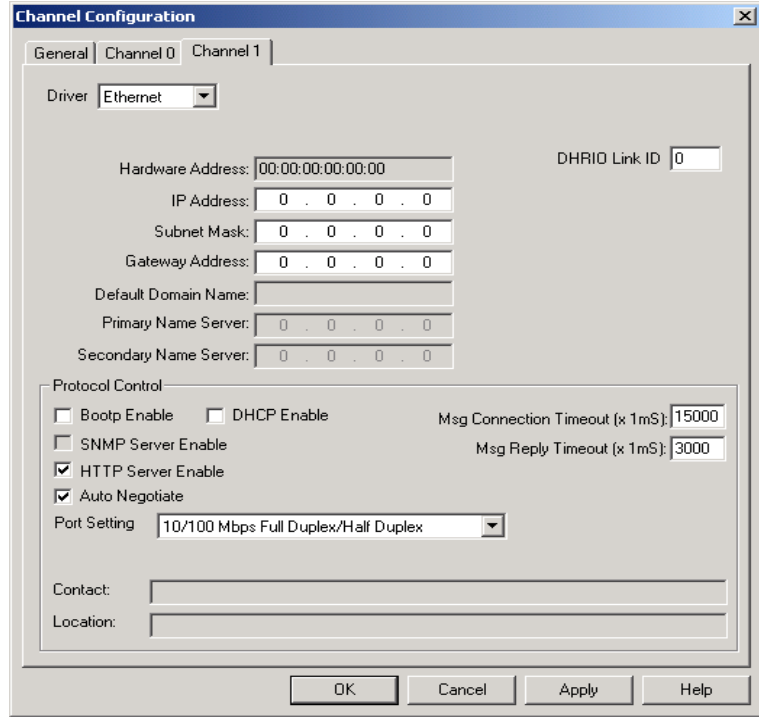 Channel Configuration
General Channel 0 Channel 1
Driver Ethernet
DHRIO Link ID 0
Hardware Address: 00:00:00:00:00:00
IP Address: 0 . 0 . 0 . 0
Subnet Mask: 0 . 0 . 0 . 0
Gateway Address: 0 . 0 . 0 . 0
Default Domain Name:
Primary Name Server: 0 . 0 . 0 . 0
Secondary Name Server: 0 . 0 . 0 . 0
Protocol Control
Bootp Enable DHCP Enable Msg Connection Timeout (x 1mS): 15000
SNMP Server Enable Msg Reply Timeout (x 1mS): 3000
HTTP Server Enable
Auto Negotiate
Port Setting 10/100 Mbps Full Duplex/Half Duplex
Contact:
Location:
OK Cancel Apply Help